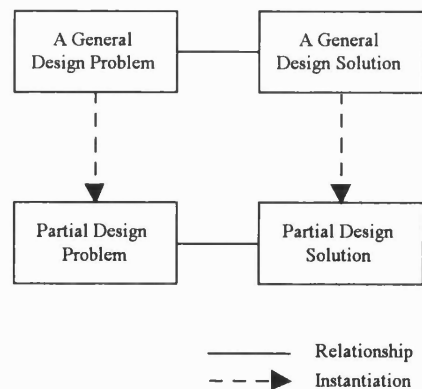 A General
Design Problem
A General
Design Solution
Partial Design
Problem
Partial Design
Solution
Relationship
Instantiation